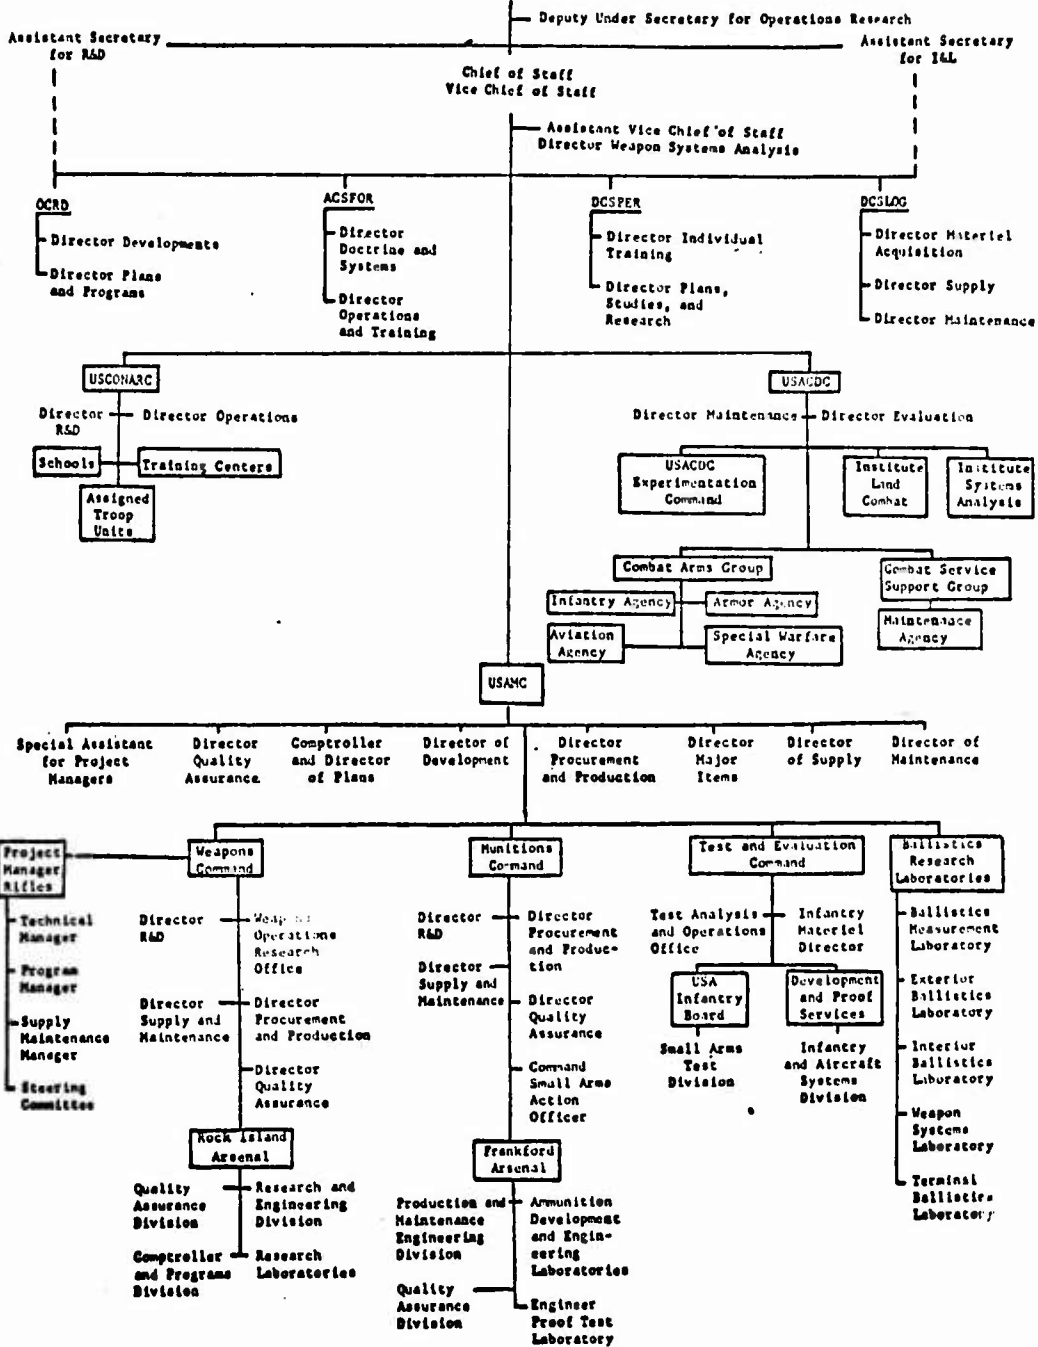 Deputy Under Secretary for Operations Research
Assistant Secretary
for R&D
Assistant Secretary
for I&L
Chief of Staff
Vice Chief of Staff
Assistant Vice Chief of Staff
Director Weapon Systems Analysis
OCRD
Director Developments
Director Plans
and Programs
ACSFOR
Director
Doctrine and
Systems
Director
Operations
and Training
DCSPER
Director Individual
Training
Director Plans,
Studies, and
Research
DCSLOG
Director Materiel
Acquisition
Director Supply
Director Maintenance
USCONARC
Director
R&D
Director Operations
Schools
Training Centers
Assigned
Troop
Units
USACDC
Director Maintenance
Director Evaluation
USACDC
Experimentation
Command
Institute
Land
Combat
Institute
Systems
Analysis
Combat Arms Group
Infantry Agency
Armor Agency
Aviation
Agency
Special Warfare
Agency
Combat Service
Support Group
Maintenance
Agency
USAMC
Special Assistant
for Project
Managers
Director
Quality
Assurance
Comptroller
and Director
of Plans
Director of
Development
Director
Procurement
and Production
Director
Major
Items
Director
of Supply
Director of
Maintenance
Project
Manager
Rifles
Technical
Manager
Program
Manager
Supply
Maintenance
Manager
Steering
Committee
Weapons
Command
Director
R&D
Weapons
Operations
Research
Office
Director
Supply and
Maintenance
Director
Procurement
and Production
Director
Quality
Assurance
Rock Island
Arsenal
Quality
Assurance
Division
Research and
Engineering
Division
Comptroller
and Programs
Division
Research
Laboratories
Munitions
Command
Director
R&D
Director
Procurement
and Produc-
tion
Director
Supply and
Maintenance
Director
Quality
Assurance
Command
Small Arms
Action
Officer
Frankford
Arsenal
Production and
Maintenance
Engineering
Division
Ammunition
Development
and Engin-
eering
Laboratories
Quality
Assurance
Division
Engineer
Proof Test
Laboratory
Test and Evaluation
Command
Test Analysis
and Operations
Office
Infantry
Materiel
Director
USA
Infantry
Board
Development
and Proof
Services
Small Arms
Test
Division
Infantry
and Aircraft
Systems
Division
Ballistics
Research
Laboratories
Ballistics
Measurement
Laboratory
Exterior
Ballistics
Laboratory
Interior
Ballistics
Laboratory
Weapon
Systems
Laboratory
Terminal
Ballistics
Laboratory